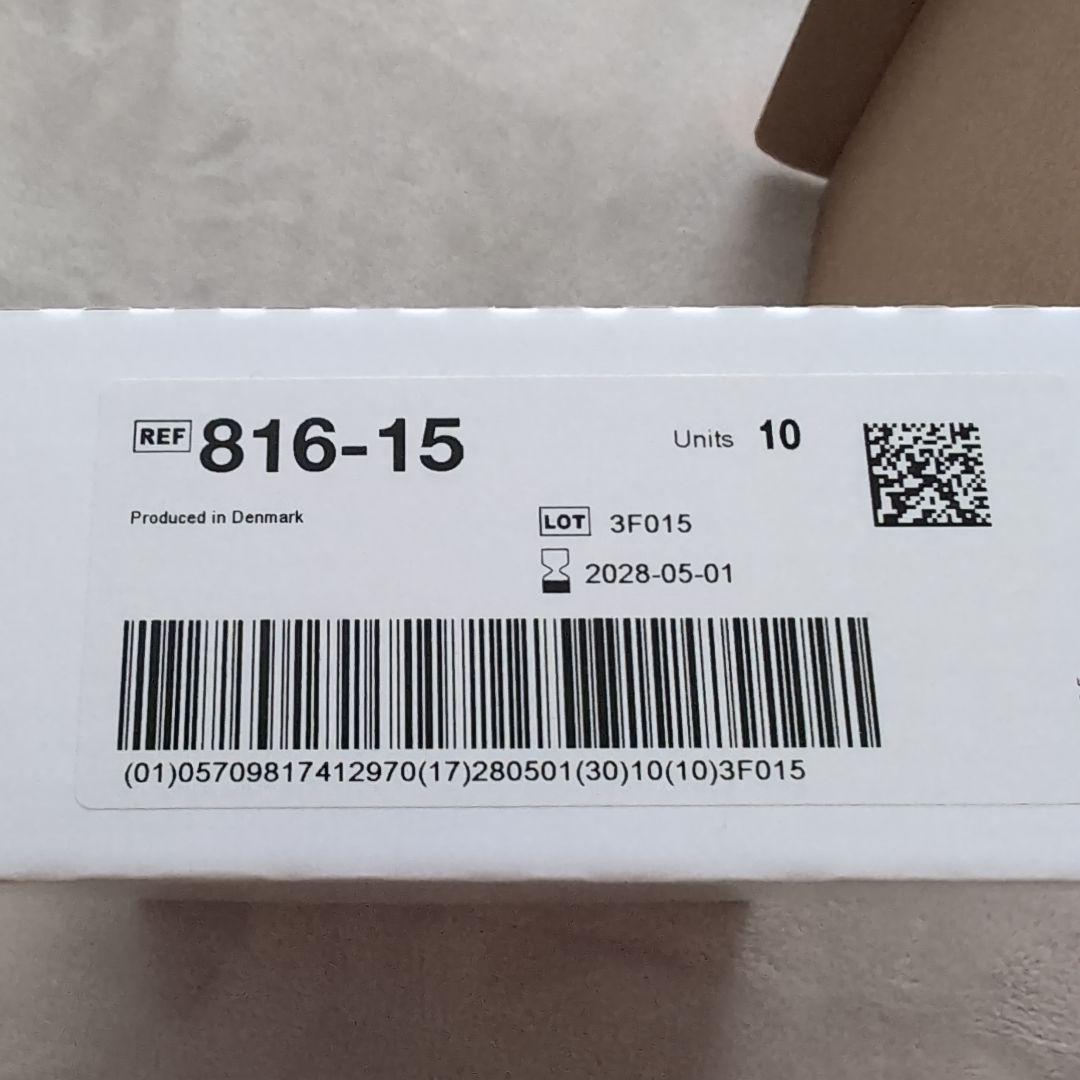 REF 816-15
Units 10
Produced in Denmark
LOT 3F015
2028-05-01
(01)05709817412970(17)280501(30)10(10)3F015